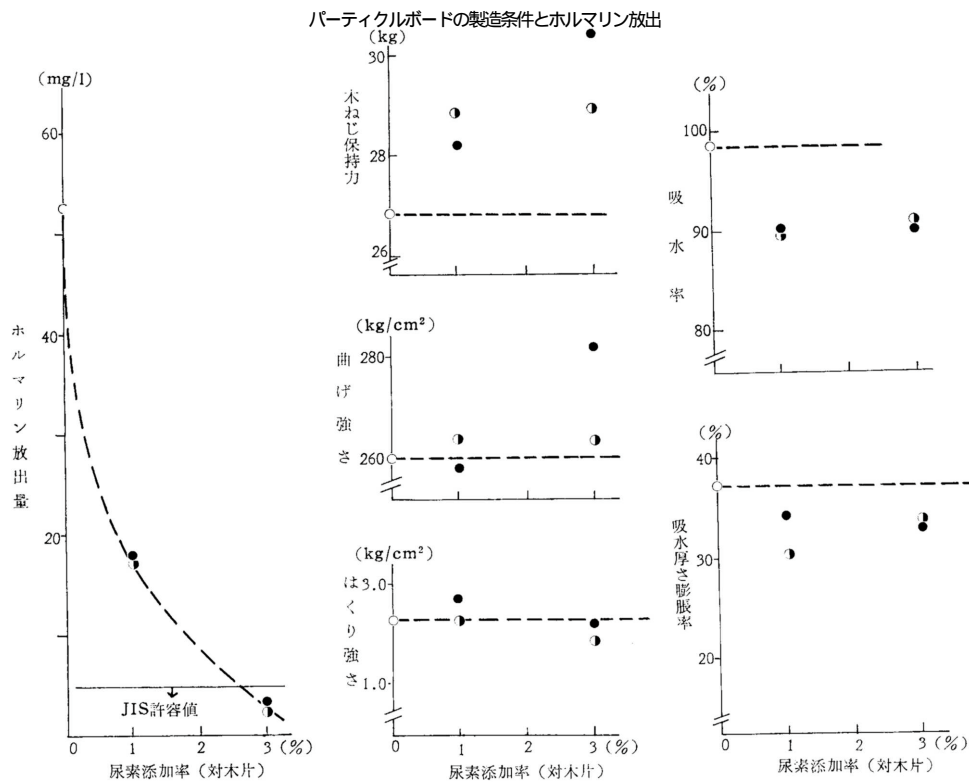 パーティクルボードの製造条件とホルマリン放出
(mg/l)
60
40
20
ホルマリン放出量
JIS許容値
0 1 2 3 (%)
尿素添加率 (対木片)
(kg)
30
28
26
木ねじ保持力
(kg/cm²)
280
260
曲げ強さ
(kg/cm²)
3.0
1.0
はくり強さ
0 1 2 3 (%)
尿素添加率 (対木片)
(%)
100
90
80
吸水率
(%)
40
30
20
吸水厚さ膨脹率
0 1 2 3 (%)
尿素添加率 (対木片)